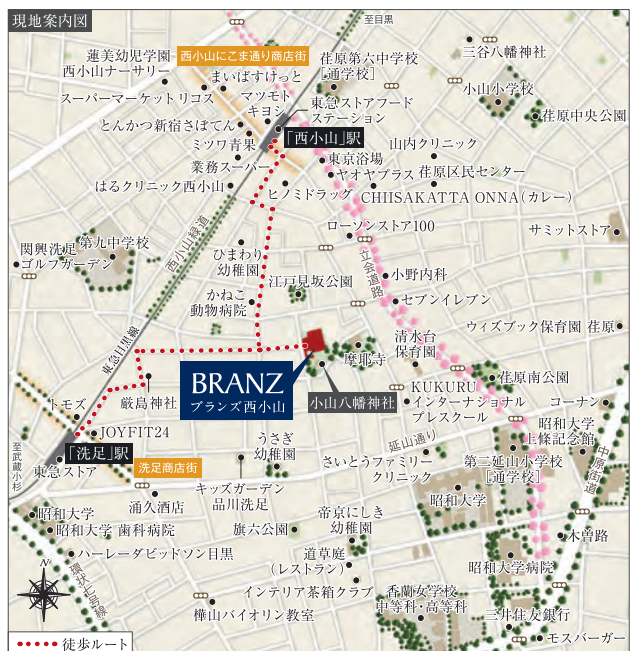 現地案内図
至目黒
蓮美幼児学園
西小山ナーサリー
西小山にこま通り商店街
荏原第六中学校
[通学校]
三谷八幡神社
小山小学校
荏原中央公園
まいばすけっと
スーパーマーケットリコス
マツモト
キヨシ
東急ストアフード
ステーション
とんかつ新宿さぼてん
ミツワ青果
「西小山」駅
山内クリニック
業務スーパー
東京浴場
ヤオヤプラス
荏原区民センター
はるクリニック西小山
ヒノミドラッグ
CHIISAKATTA ONNA(カレー)
ローソンストア100
サミットストア
西小山緑道
関興洗足
ゴルフガーデン
第九中学校
ひまわり
幼稚園
立会道路
江戸見坂公園
小野内科
かねこ
動物病院
セブンイレブン
清水台
保育園
ウィズブック保育園 荏原
東急目黒線
摩耶寺
BRANZ
ブランズ西小山
小山八幡神社
荏原南公園
厳島神社
KUKURU
インターナショナル
プレスクール
コーナン
トモズ
JOYFIT24
昭和大学
上條記念館
延山通り
中原街道
「洗足」駅
至武蔵小杉
東急ストア
洗足商店街
うさぎ
幼稚園
さいとうファミリー
クリニック
第二延山小学校
[通学校]
キッズガーデン
品川洗足
昭和大学
涌久酒店
昭和大学
昭和大学 歯科病院
旗六公園
帝京にしき
幼稚園
木曽路
ハーレーダビッドソン目黒
道草庭
(レストラン)
昭和大学病院
環状七号線
インテリア茶箱クラブ
香蘭女学校
中等科・高等科
N
樺山バイオリン教室
三井住友銀行
モスバーガー
徒歩ルート